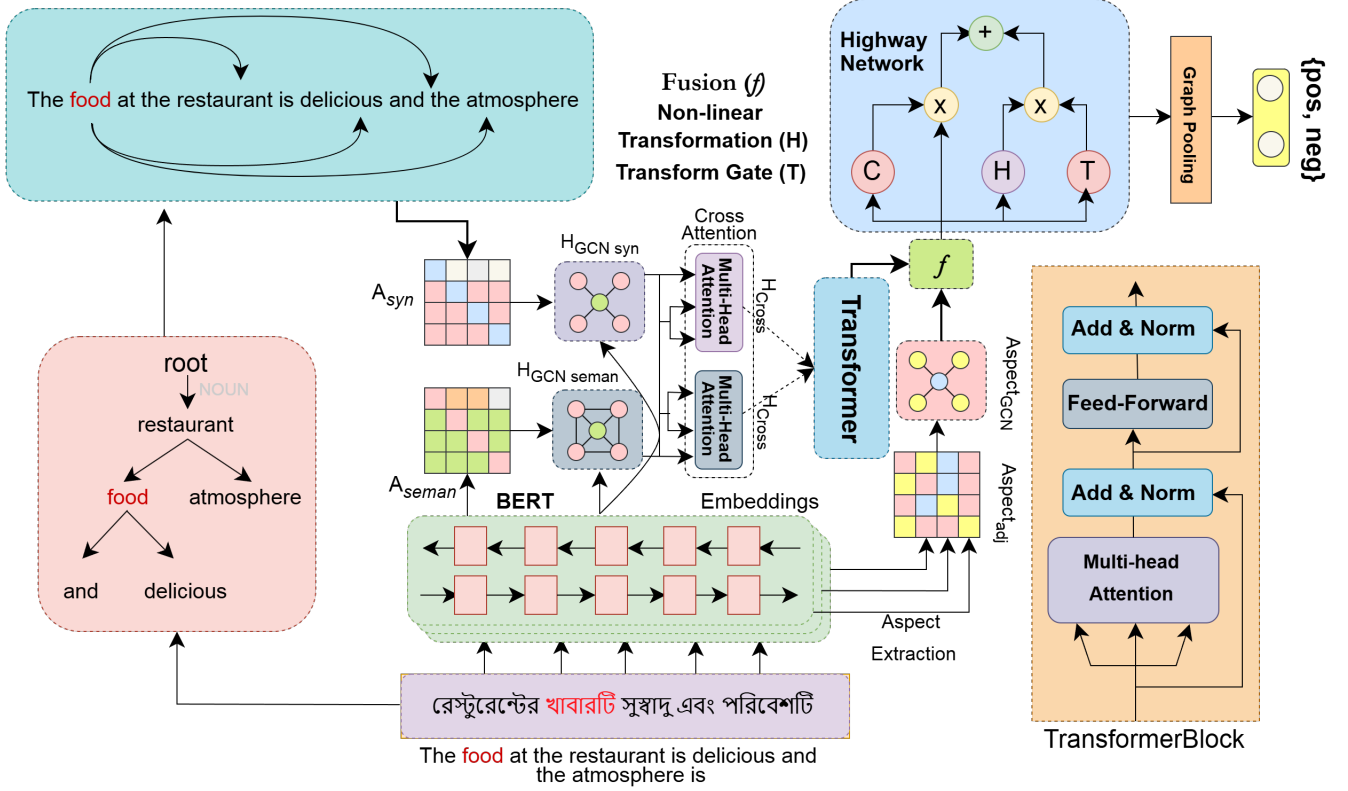 The food at the restaurant is delicious and the atmosphere
Fusion (f)
Non-linear
Transformation (H)
Transform Gate (T)
Highway
Network
+
x
x
C
H
T
Graph Pooling
{pos, neg}
root
NOUN
restaurant
food
atmosphere
and
delicious
Asyn
HGCN syn
Cross
Attention
Multi-Head
Attention
HCross
Aseman
HGCN seman
Multi-Head
Attention
HCross
Transformer
f
AspectGCN
Aspectadj
BERT
Embeddings
Aspect
Extraction
রেস্টুরেন্টের খাবারটি সুস্বাদু এবং পরিবেশটি
The food at the restaurant is delicious and
the atmosphere is
Add & Norm
Feed-Forward
Add & Norm
Multi-head
Attention
TransformerBlock